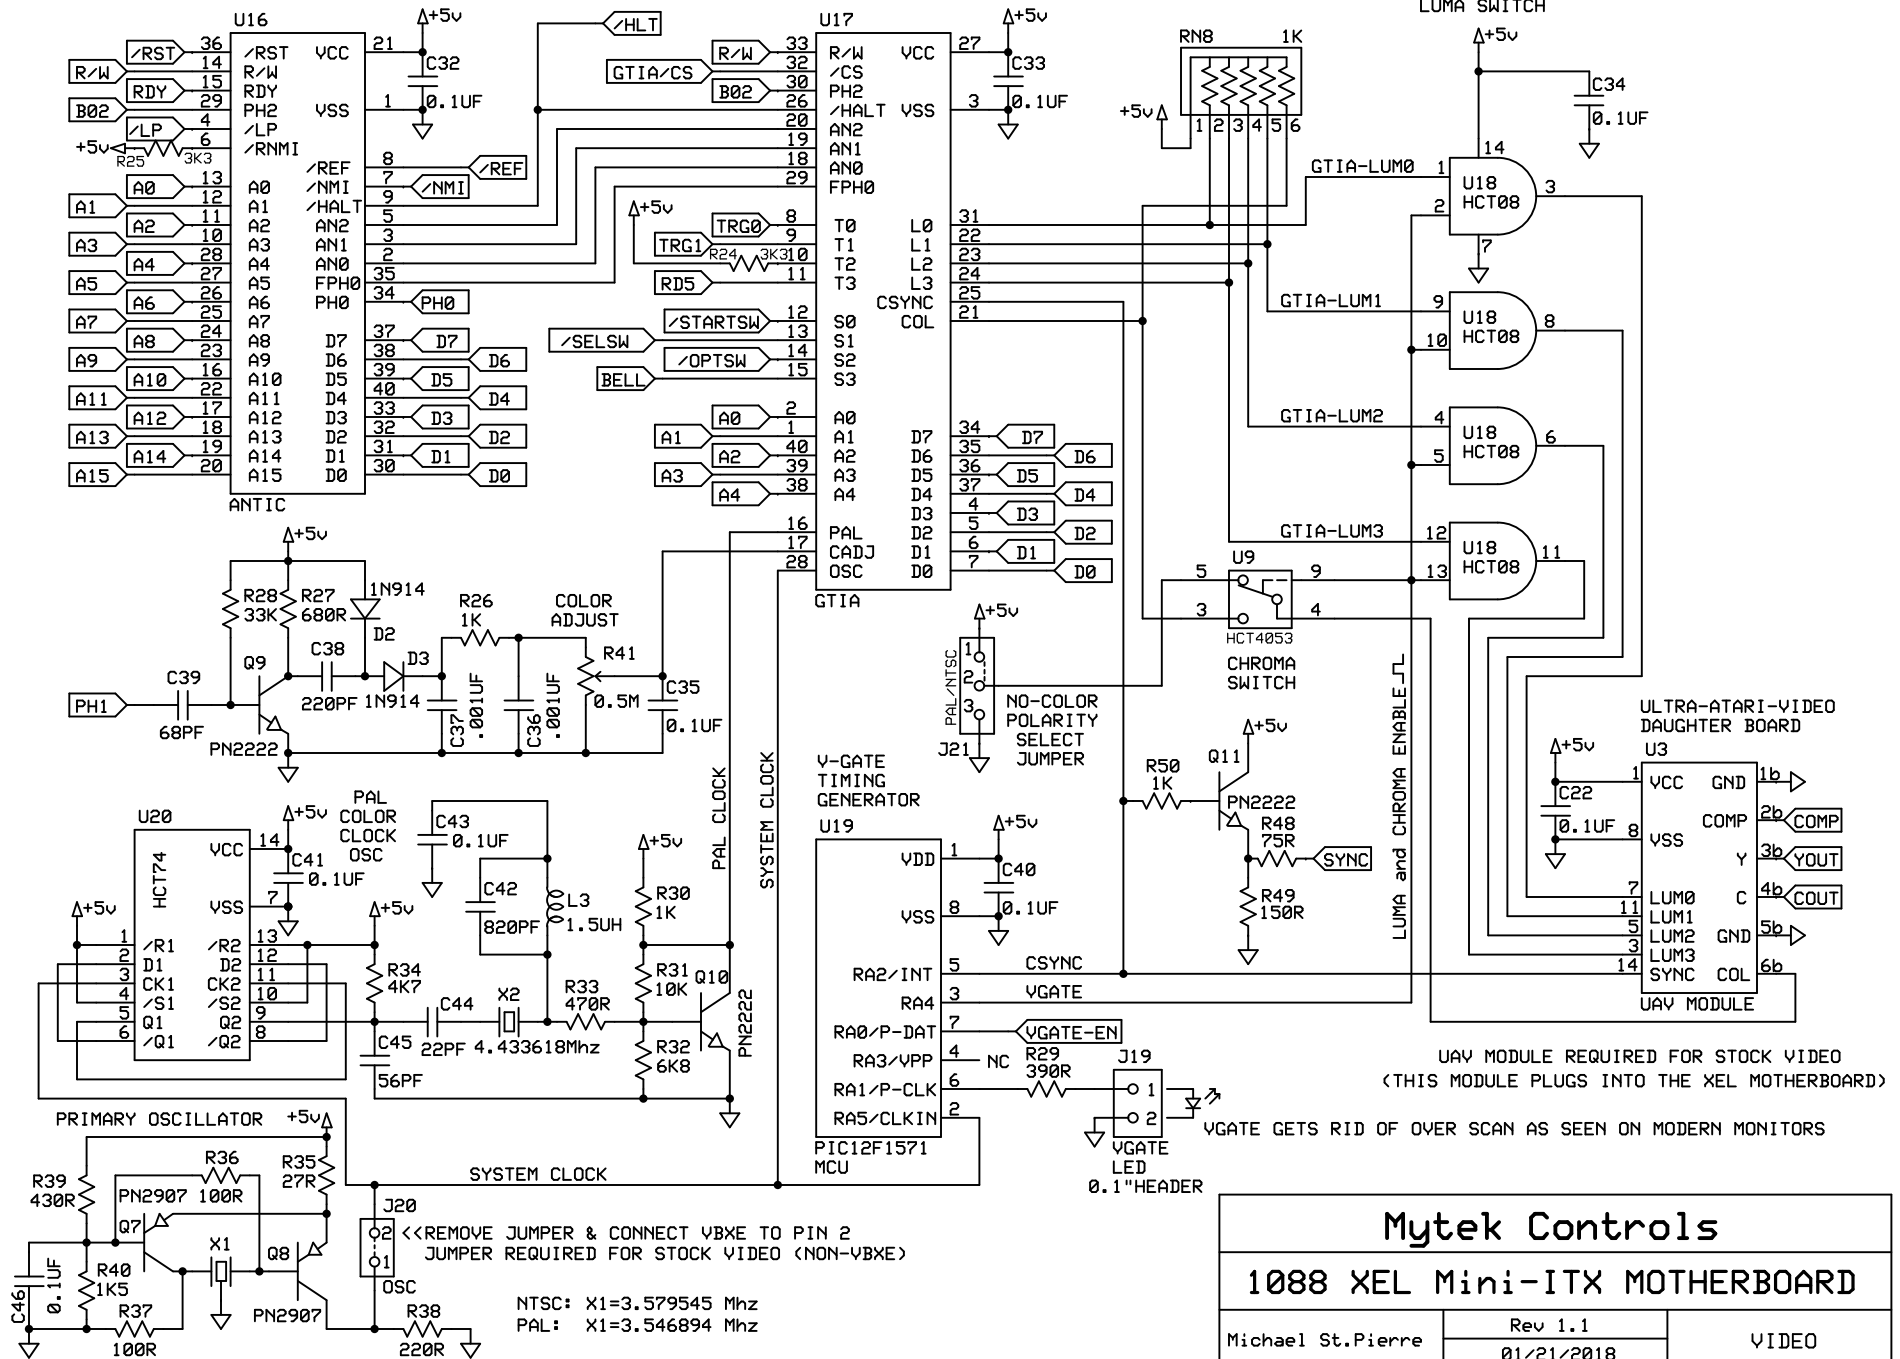 LUMA SWITCH
U16
+5v
/HLT
U17
+5v
+5v
/RST 36 /RST VCC 21
R/W 14 R/W
RDY 15 RDY
B02 29 PH2 VSS 1
/LP 4 /LP
+5v R25 3K3 6 /RNMI
/REF 8 /REF
A0 13 A0 /NMI 7 /NMI
A1 12 A1 /HALT 9
A2 11 A2 AN2 5
A3 10 A3 AN1 3
A4 28 A4 AN0 2
A5 27 A5 FPH0 35
A6 26 A6 PH0 34 PH0
A7 25 A7
A8 24 A8 D7 37 D7
A9 23 A9 D6 38 D6
A10 16 A10 D5 39 D5
A11 22 A11 D4 40 D4
A12 17 A12 D3 33 D3
A13 18 A13 D2 32 D2
A14 19 A14 D1 31 D1
A15 20 A15 D0 30 D0
ANTIC
C32
0.1UF
R/W 33 R/W VCC 27
GTIA/CS 32 /CS
B02 30 PH2
26 /HALT VSS 3
20 AN2
19 AN1
18 AN0
29 FPH0
+5v
TRG0 8 T0 L0 31
TRG1 9 T1 L1 22
R24 3K3 10 T2 L2 23
RD5 11 T3 L3 24
CSYNC 25
/STARTSW 12 S0 COL 21
/SELSW 13 S1
/OPTSW 14 S2
BELL 15 S3
A0 2 A0
A1 1 A1 D7 34 D7
A2 40 A2 D6 35 D6
A3 39 A3 D5 36 D5
A4 38 A4 D4 37 D4
D3 4 D3
16 PAL D2 5 D2
17 CADJ D1 6 D1
28 OSC D0 7 D0
GTIA
C33
0.1UF
RN8 1K
+5v
1 2 3 4 5 6
C34
0.1UF
GTIA-LUM0 1
2
14
U18
HCT08
3
7
GTIA-LUM1 9
10
U18
HCT08
8
GTIA-LUM2 4
5
U18
HCT08
6
GTIA-LUM3 12
13
U18
HCT08
11
U9
5 9
3 4
HCT4053
CHROMA
SWITCH
+5v
R28
33K
R27
680R
1N914
D2
C38
220PF
D3
1N914
Q9
C39
68PF
PH1
PN2222
R26
1K
C37
.001UF
C36
.001UF
COLOR
ADJUST
R41
0.5M
C35
0.1UF
+5v
1
2
3
PAL/NTSC
J21
NO-COLOR
POLARITY
SELECT
JUMPER
LUMA and CHROMA ENABLE
+5v
Q11
PN2222
R50
1K
R48
75R
SYNC
R49
150R
ULTRA-ATARI-VIDEO
DAUGHTER BOARD
U3
+5v
C22
0.1UF
1 VCC GND 1b
COMP 2b COMP
8 VSS
Y 3b YOUT
7 LUM0 C 4b COUT
11 LUM1
5 LUM2 GND 5b
3 LUM3
14 SYNC COL 6b
UAV MODULE
UAV MODULE REQUIRED FOR STOCK VIDEO
(THIS MODULE PLUGS INTO THE XEL MOTHERBOARD)
U20
HCT74
PAL
COLOR
CLOCK
OSC
+5v
VCC 14
C41
0.1UF
VSS 7
+5v
+5v
1 /R1 /R2 13
2 D1 D2 12
3 CK1 CK2 11
4 /S1 /S2 10
5 Q1 Q2 9
6 /Q1 /Q2 8
R34
4K7
C45
56PF
C44
22PF
X2
4.433618Mhz
C43
0.1UF
C42
820PF
L3
1.5UH
R33
470R
+5v
R30
1K
R31
10K
R32
6K8
Q10
PN2222
PAL CLOCK
SYSTEM CLOCK
V-GATE
TIMING
GENERATOR
U19
+5v
VDD 1
C40
0.1UF
VSS 8
RA2/INT 5 CSYNC
RA4 3 VGATE
RA0/P-DAT 7 VGATE-EN
RA3/VPP 4 NC
RA1/P-CLK 6
RA5/CLKIN 2
PIC12F1571
MCU
R29
390R
J19
1
2
VGATE
LED
0.1"HEADER
VGATE GETS RID OF OVER SCAN AS SEEN ON MODERN MONITORS
PRIMARY OSCILLATOR
+5v
R39
430R
R36
100R
R35
27R
PN2907
Q7
X1
Q8
PN2907
R40
1K5
C46
0.1UF
R37
100R
SYSTEM CLOCK
J20
2
1
OSC
R38
220R
<<REMOVE JUMPER & CONNECT VBXE TO PIN 2
JUMPER REQUIRED FOR STOCK VIDEO (NON-VBXE)
NTSC: X1=3.579545 Mhz
PAL: X1=3.546894 Mhz
Mytek Controls
1088 XEL Mini-ITX MOTHERBOARD
Michael St.Pierre
Rev 1.1
01/21/2018
VIDEO